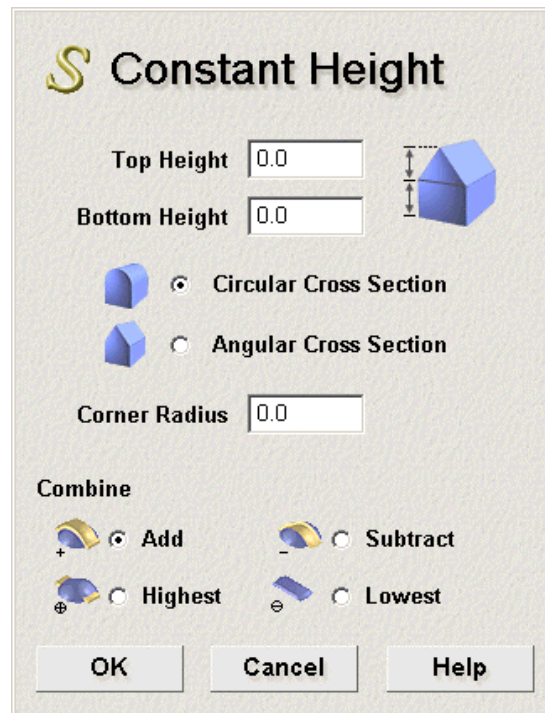 S Constant Height
Top Height 0.0
Bottom Height 0.0
Circular Cross Section
Angular Cross Section
Corner Radius 0.0
Combine
Add Subtract
Highest Lowest
OK Cancel Help